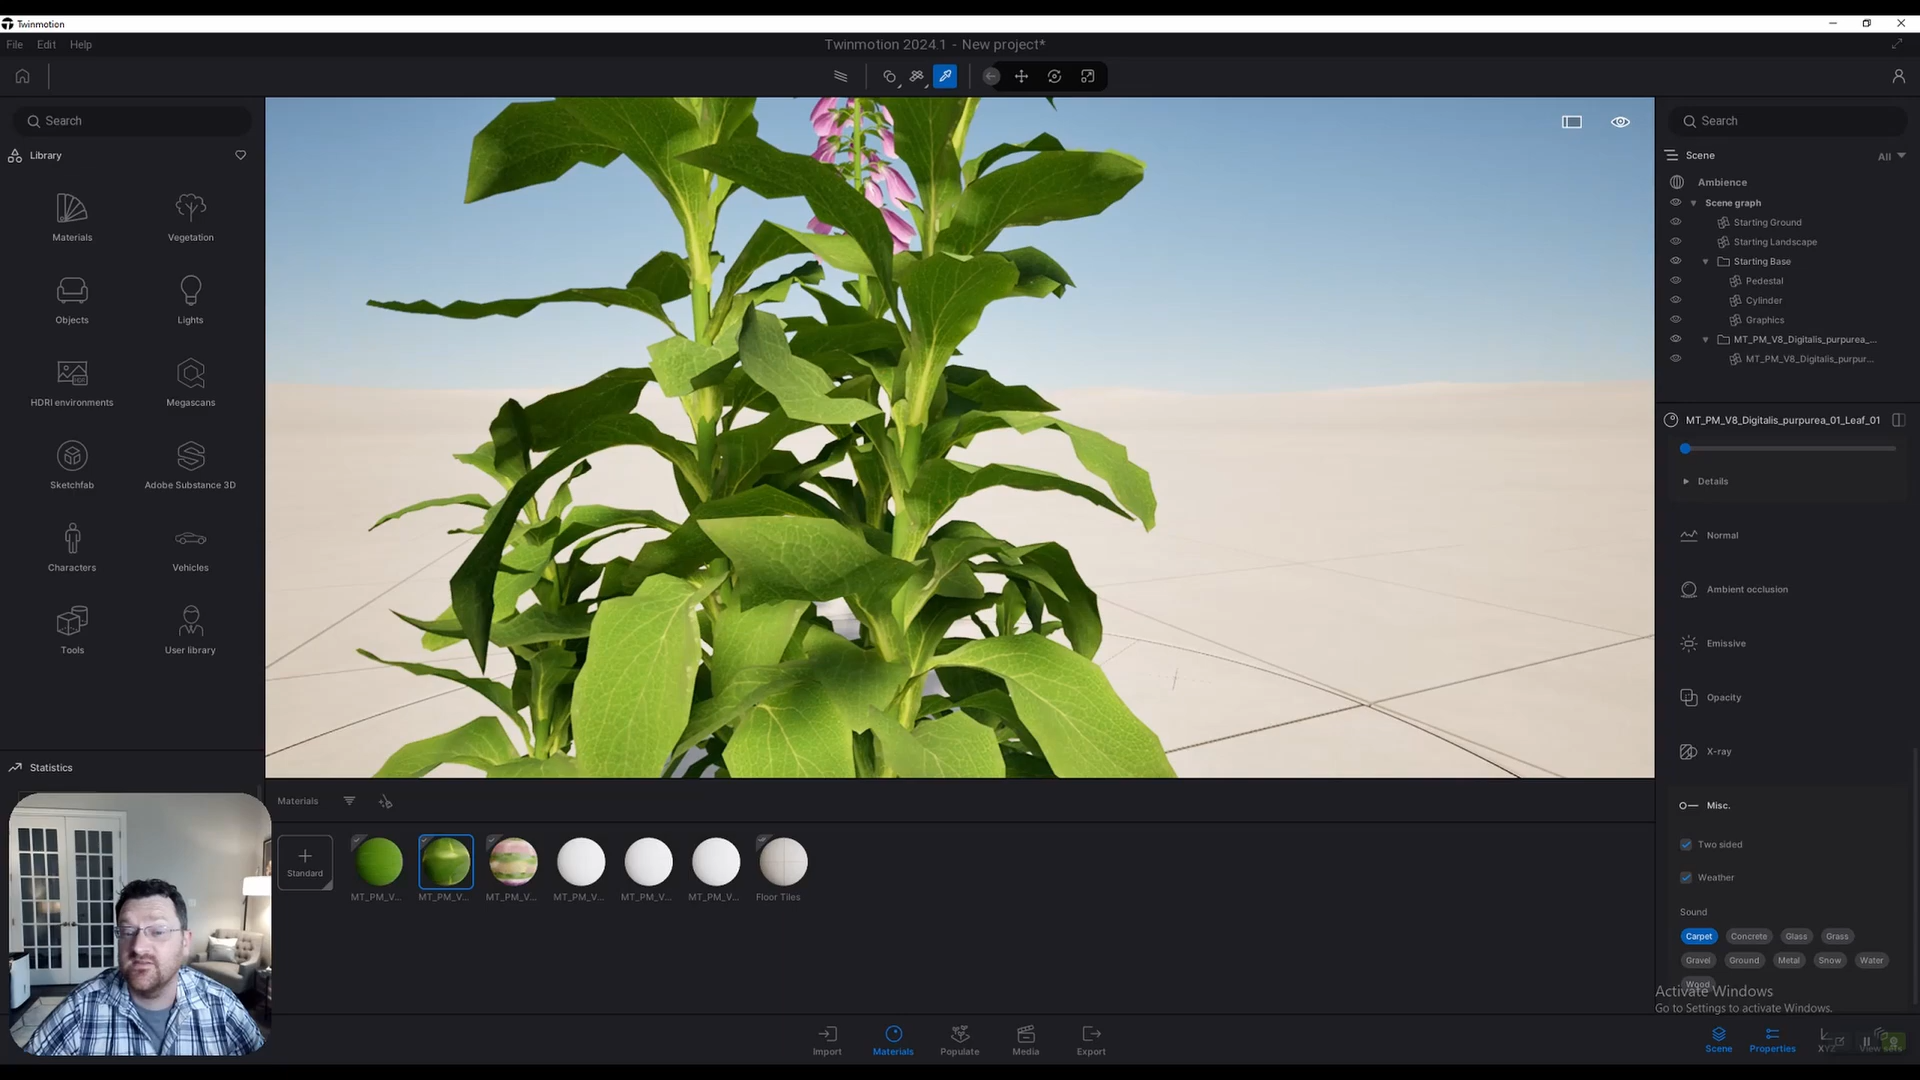 Twinmotion
File Edit Help
Twinmotion 2024.1 - New project*
Search
Library
Materials Vegetation
Objects Lights
HDRI environments Megascans
Sketchfab Adobe Substance 3D
Characters Vehicles
Tools User library
Statistics
Search
Scene All
Ambience
Scene graph
Starting Ground
Starting Landscape
Starting Base
Pedestal
Cylinder
Graphics
MT_PM_V8_Digitalis_purpurea_...
MT_PM_V8_Digitalis_purpur...
MT_PM_V8_Digitalis_purpurea_01_Leaf_01
Details
Normal
Ambient occlusion
Emissive
Opacity
X-ray
Misc.
Two sided
Weather
Sound
Carpet Concrete Glass Grass
Gravel Ground Metal Snow Water
Wood
Activate Windows
Go to Settings to activate Windows.
Materials
Standard
MT_PM_V... MT_PM_V... MT_PM_V... MT_PM_V... MT_PM_V... MT_PM_V... Floor Tiles
Import Materials Populate Media Export
Scene Properties XYZ View sets